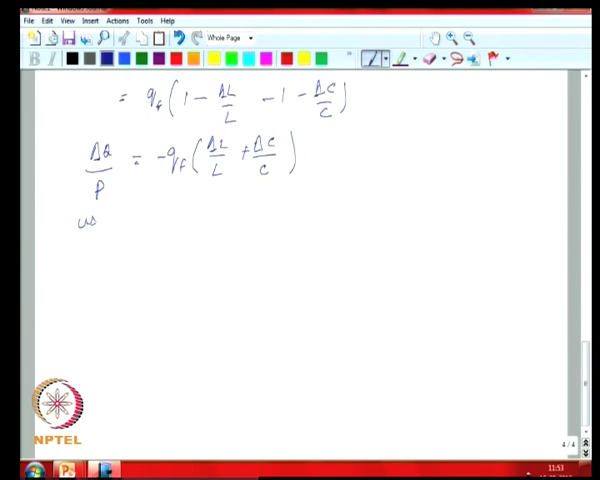 File Edit View Insert Actions Tools Help
Whole Page
B I
= q_f (1 - ΔL/L - 1 - ΔC/C)
ΔQ/P = -q_f (ΔL/L + ΔC/C)
us
NPTEL
4 / 4
11:53